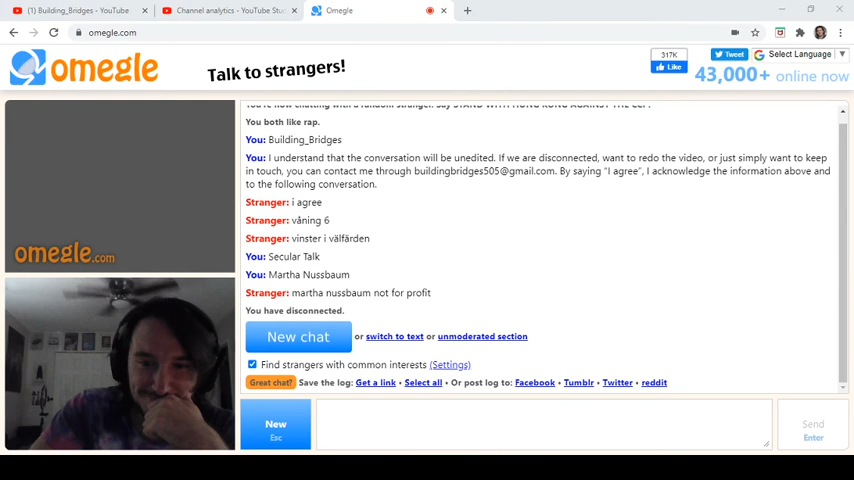 (1) Building_Bridges - YouTube
Channel analytics - YouTube Stu
Omegle
omegle.com
omegle
Talk to strangers!
317K
Like
Tweet
Select Language
43,000+ online now
You both like rap.
You: Building_Bridges
You: I understand that the conversation will be unedited. If we are disconnected, want to redo the video, or just simply want to keep
in touch, you can contact me through buildingbridges505@gmail.com. By saying "I agree", I acknowledge the information above and
to the following conversation.
Stranger: i agree
Stranger: våning 6
Stranger: vinster i välfärden
You: Secular Talk
You: Martha Nussbaum
Stranger: martha nussbaum not for profit
You have disconnected.
New chat or switch to text or unmoderated section
Find strangers with common interests (Settings)
Great chat? Save the log: Get a link • Select all • Or post log to: Facebook • Tumblr • Twitter • reddit
omegle.com
New
Esc
Send
Enter